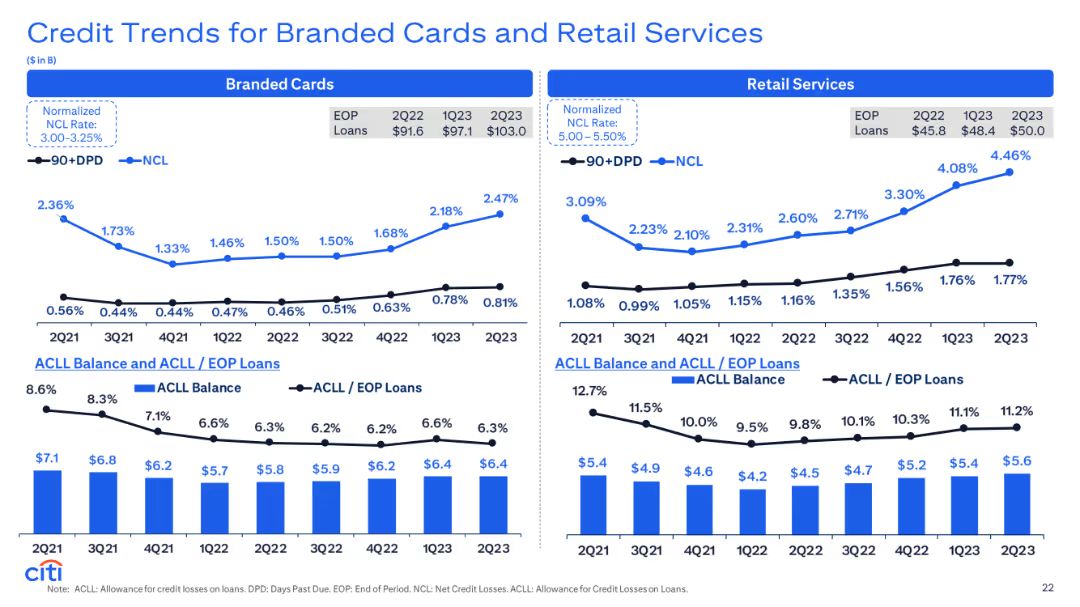 Credit Trends for Branded Cards and Retail Services
($ in B)
Branded Cards
Normalized
NCL Rate:
3.00-3.25%
EOP 2Q22 1Q23 2Q23
Loans $91.6 $97.1 $103.0
90+DPD NCL
2.36% 1.73% 1.33% 1.46% 1.50% 1.50% 1.68% 2.18% 2.47%
0.56% 0.44% 0.44% 0.47% 0.46% 0.51% 0.63% 0.78% 0.81%
2Q21 3Q21 4Q21 1Q22 2Q22 3Q22 4Q22 1Q23 2Q23
ACLL Balance and ACLL / EOP Loans
ACLL Balance ACLL / EOP Loans
8.6% 8.3% 7.1% 6.6% 6.3% 6.2% 6.2% 6.6% 6.3%
$7.1 $6.8 $6.2 $5.7 $5.8 $5.9 $6.2 $6.4 $6.4
2Q21 3Q21 4Q21 1Q22 2Q22 3Q22 4Q22 1Q23 2Q23
Retail Services
Normalized
NCL Rate:
5.00 – 5.50%
EOP 2Q22 1Q23 2Q23
Loans $45.8 $48.4 $50.0
90+DPD NCL
3.09% 2.23% 2.10% 2.31% 2.60% 2.71% 3.30% 4.08% 4.46%
1.08% 0.99% 1.05% 1.15% 1.16% 1.35% 1.56% 1.76% 1.77%
2Q21 3Q21 4Q21 1Q22 2Q22 3Q22 4Q22 1Q23 2Q23
ACLL Balance and ACLL / EOP Loans
ACLL Balance ACLL / EOP Loans
12.7% 11.5% 10.0% 9.5% 9.8% 10.1% 10.3% 11.1% 11.2%
$5.4 $4.9 $4.6 $4.2 $4.5 $4.7 $5.2 $5.4 $5.6
2Q21 3Q21 4Q21 1Q22 2Q22 3Q22 4Q22 1Q23 2Q23
citi
Note: ACLL: Allowance for credit losses on loans. DPD: Days Past Due. EOP: End of Period. NCL: Net Credit Losses. ACLL: Allowance for Credit Losses on Loans.
22